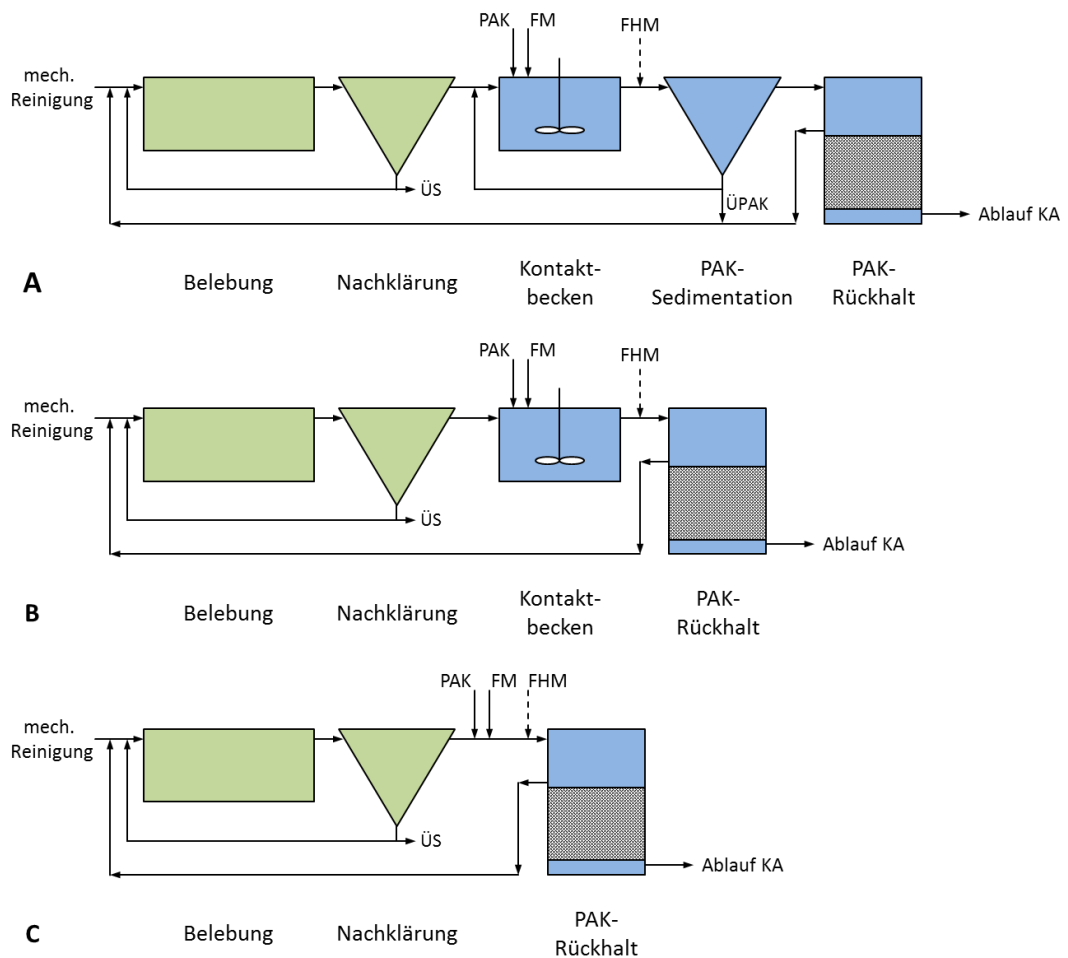 PAK
FM
FHM
mech.
Reinigung
ÜS
ÜPAK
Ablauf KA
A
Belebung
Nachklärung
Kontakt-
becken
PAK-
Sedimentation
PAK-
Rückhalt
PAK
FM
FHM
mech.
Reinigung
ÜS
Ablauf KA
B
Belebung
Nachklärung
Kontakt-
becken
PAK-
Rückhalt
PAK
FM
FHM
mech.
Reinigung
ÜS
Ablauf KA
C
Belebung
Nachklärung
PAK-
Rückhalt